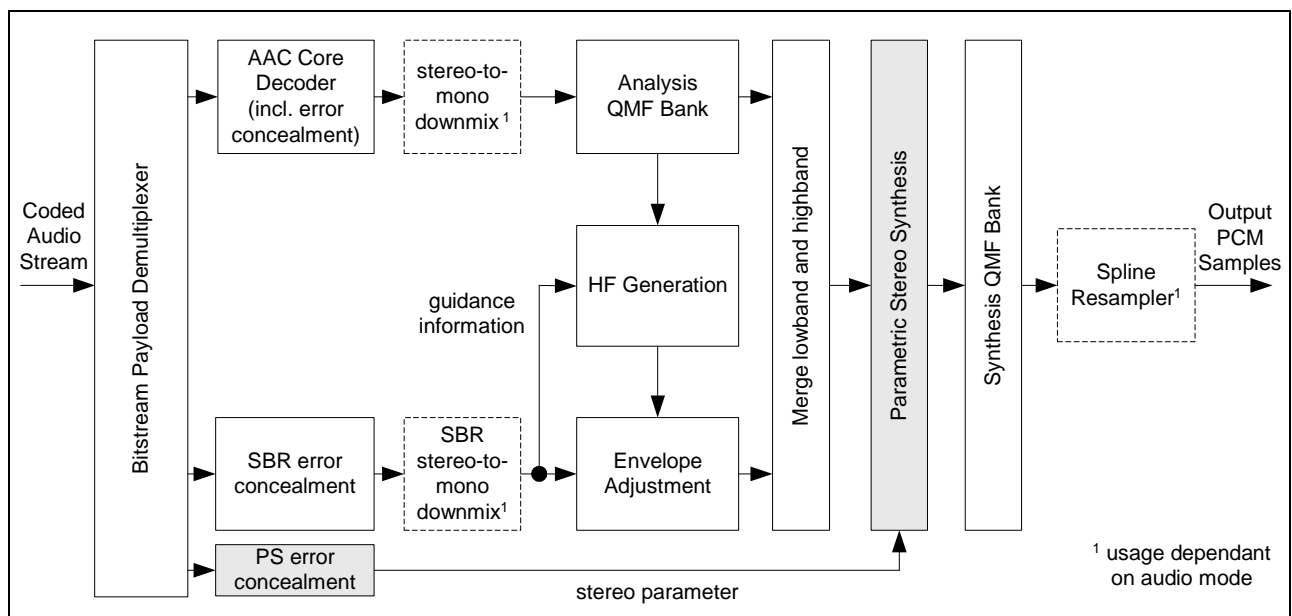 Coded
Audio
Stream
Bitstream Payload Demultiplexer
AAC Core
Decoder
(incl. error
concealment)
stereo-to-
mono
downmix 1
Analysis
QMF Bank
HF Generation
guidance
information
SBR error
concealment
SBR
stereo-to-
mono
downmix1
Envelope
Adjustment
PS error
concealment
stereo parameter
Merge lowband and highband
Parametric Stereo Synthesis
Synthesis QMF Bank
Spline
Resampler1
Output
PCM
Samples
1 usage dependant
on audio mode